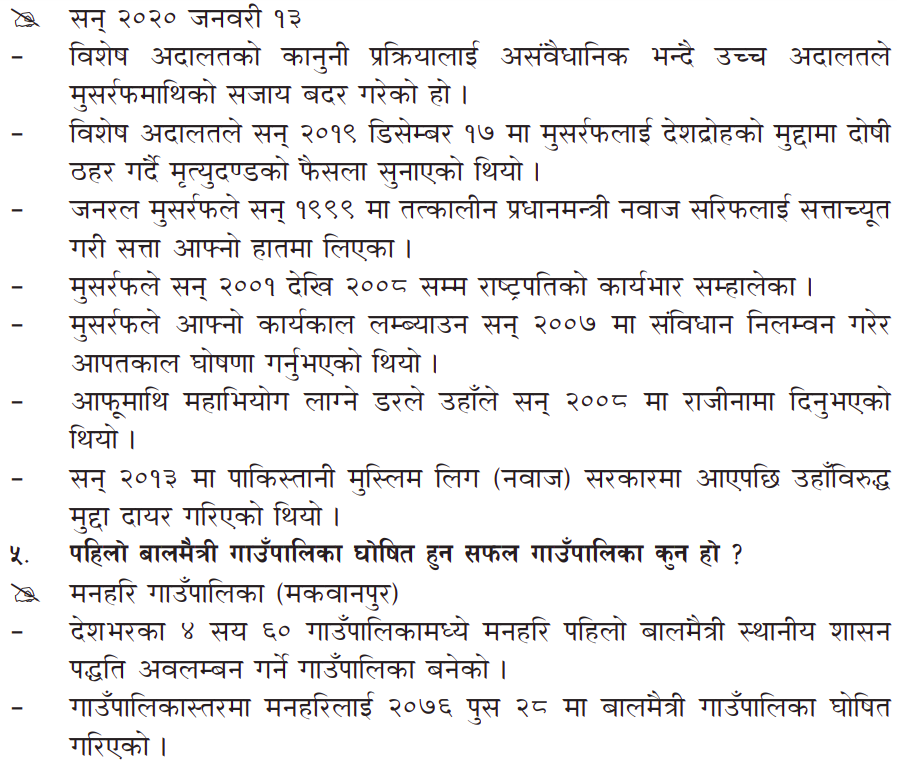 सन् २०२० जनवरी १३
- विशेष अदालतको कानुनी प्रक्रियालाई असंवैधानिक भन्दै उच्च अदालतले
मुसर्रफमाथिको सजाय बदर गरेको हो ।
- विशेष अदालतले सन् २०१९ डिसेम्बर १७ मा मुसर्रफलाई देशद्रोहको मुद्दामा दोषी
ठहर गर्दै मृत्युदण्डको फैसला सुनाएको थियो ।
- जनरल मुसर्रफले सन् १९९९ मा तत्कालीन प्रधानमन्त्री नवाज सरिफलाई सत्ताच्यूत
गरी सत्ता आफ्नो हातमा लिएका ।
- मुसर्रफले सन् २००१ देखि २००८ सम्म राष्ट्रपतिको कार्यभार सम्हालेका ।
- मुसर्रफले आफ्नो कार्यकाल लम्ब्याउन सन् २००७ मा संविधान निलम्वन गरेर
आपतकाल घोषणा गर्नुभएको थियो ।
- आफूमाथि महाभियोग लाग्ने डरले उहाँले सन् २००८ मा राजीनामा दिनुभएको
थियो ।
- सन् २०१३ मा पाकिस्तानी मुस्लिम लिग (नवाज) सरकारमा आएपछि उहाँविरुद्ध
मुद्दा दायर गरिएको थियो ।
५. पहिलो बालमैत्री गाउँपालिका घोषित हुन सफल गाउँपालिका कुन हो ?
मनहरि गाउँपालिका (मकवानपुर)
- देशभरका ४ सय ६० गाउँपालिकामध्ये मनहरि पहिलो बालमैत्री स्थानीय शासन
पद्धति अवलम्बन गर्ने गाउँपालिका बनेको ।
- गाउँपालिकास्तरमा मनहरिलाई २०७६ पुस २८ मा बालमैत्री गाउँपालिका घोषित
गरिएको ।